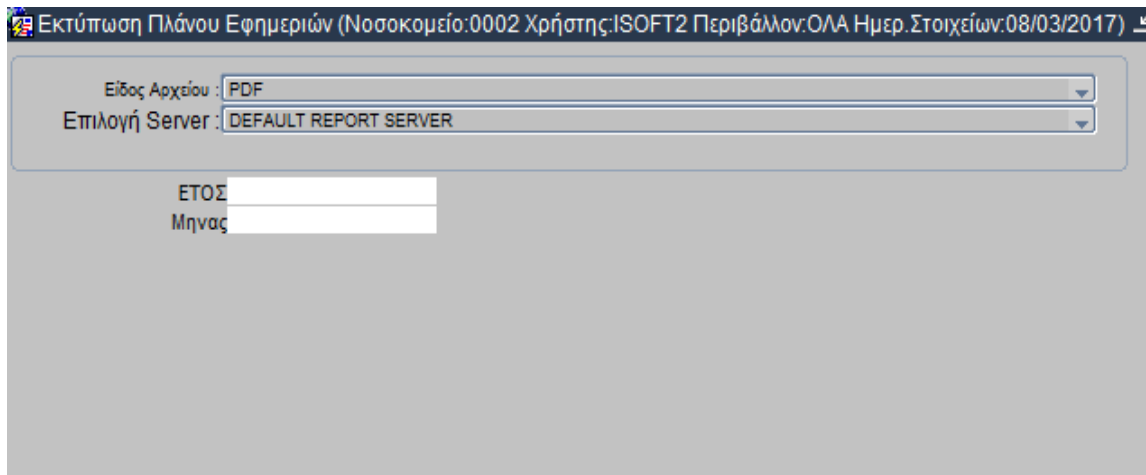 Εκτύπωση Πλάνου Εφημεριών (Νοσοκομείο:0002 Χρήστης:ISOFT2 Περιβάλλον:ΟΛΑ Ημερ.Στοιχείων:08/03/2017)
Είδος Αρχείου : PDF
Επιλογή Server : DEFAULT REPORT SERVER
ΕΤΟΣ
Μηνας